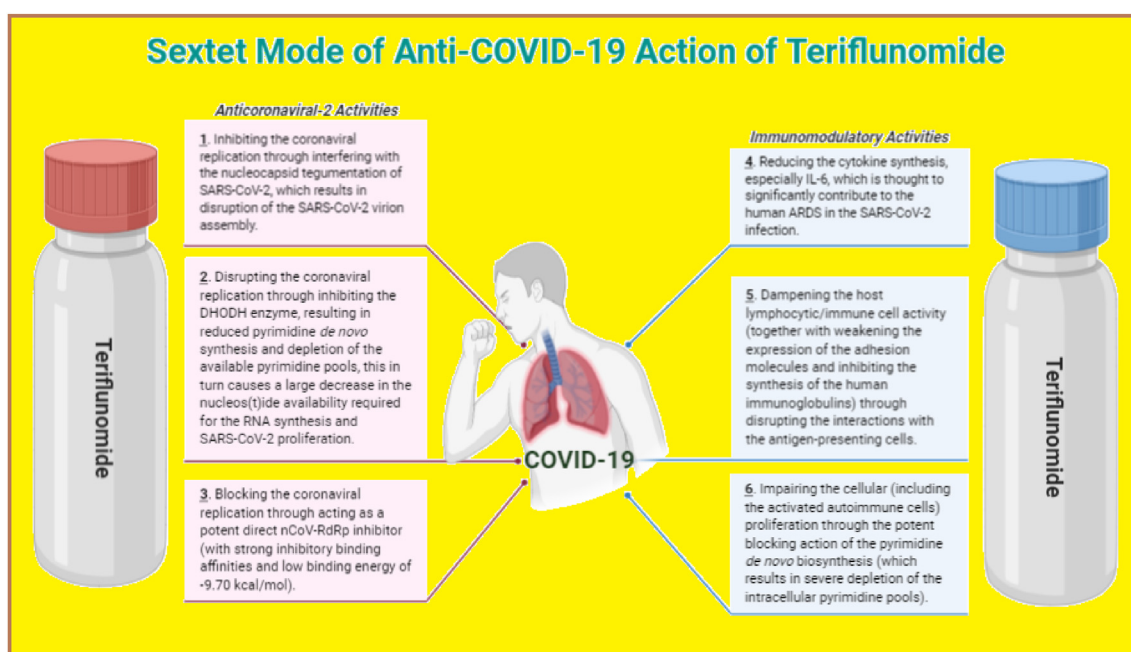 Sextet Mode of Anti-COVID-19 Action of Teriflunomide
Anticoronaviral-2 Activities
1. Inhibiting the coronaviral
replication through interfering with
the nucleocapsid tegumentation of
SARS-CoV-2, which results in
disruption of the SARS-CoV-2 virion
assembly.
2. Disrupting the coronaviral
replication through inhibiting the
DHODH enzyme, resulting in
reduced pyrimidine de novo
synthesis and depletion of the
available pyrimidine pools, this in
turn causes a large decrease in the
nucleos(t)ide availability required
for the RNA synthesis and
SARS-CoV-2 proliferation.
3. Blocking the coronaviral
replication through acting as a
potent direct nCoV-RdRp inhibitor
(with strong inhibitory binding
affinities and low binding energy of
-9.70 kcal/mol).
Teriflunomide
COVID-19
Immunomodulatory Activities
4. Reducing the cytokine synthesis,
especially IL-6, which is thought to
significantly contribute to the
human ARDS in the SARS-CoV-2
infection.
5. Dampening the host
lymphocytic/immune cell activity
(together with weakening the
expression of the adhesion
molecules and inhibiting the
synthesis of the human
immunoglobulins) through
disrupting the interactions with
the antigen-presenting cells.
6. Impairing the cellular (including
the activated autoimmune cells)
proliferation through the potent
blocking action of the pyrimidine
de novo biosynthesis (which
results in severe depletion of the
intracellular pyrimidine pools).
Teriflunomide